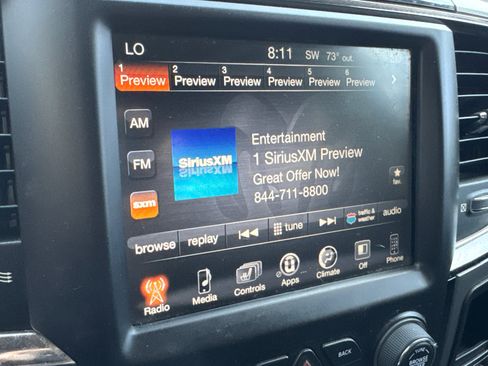 LO 8:11 SW 73° out.
1 Preview 2 Preview 3 Preview 4 Preview 5 Preview 6 Preview
AM
FM
sxm
SiriusXM
Entertainment
1 SiriusXM Preview
Great Offer Now!
844-711-8800
fav.
browse replay tune traffic & weather audio
Radio Media Controls Apps Climate Off Phone
BACK
TUNE
BROWSE